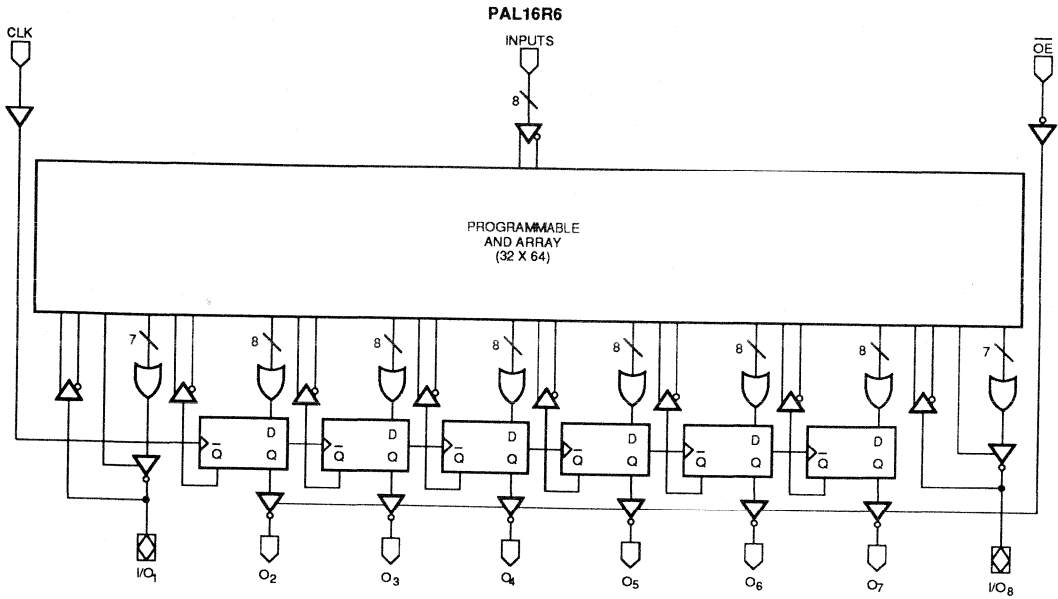 PAL16R6
CLK
INPUTS
O̅E̅
8
PROGRAMMABLE
AND ARRAY
(32 X 64)
7
8
8
8
8
8
8
7
D
Q̅ Q
D
Q̅ Q
D
Q̅ Q
D
Q̅ Q
D
Q̅ Q
D
Q̅ Q
I/O1
O2
O3
O4
O5
O6
O7
I/O8